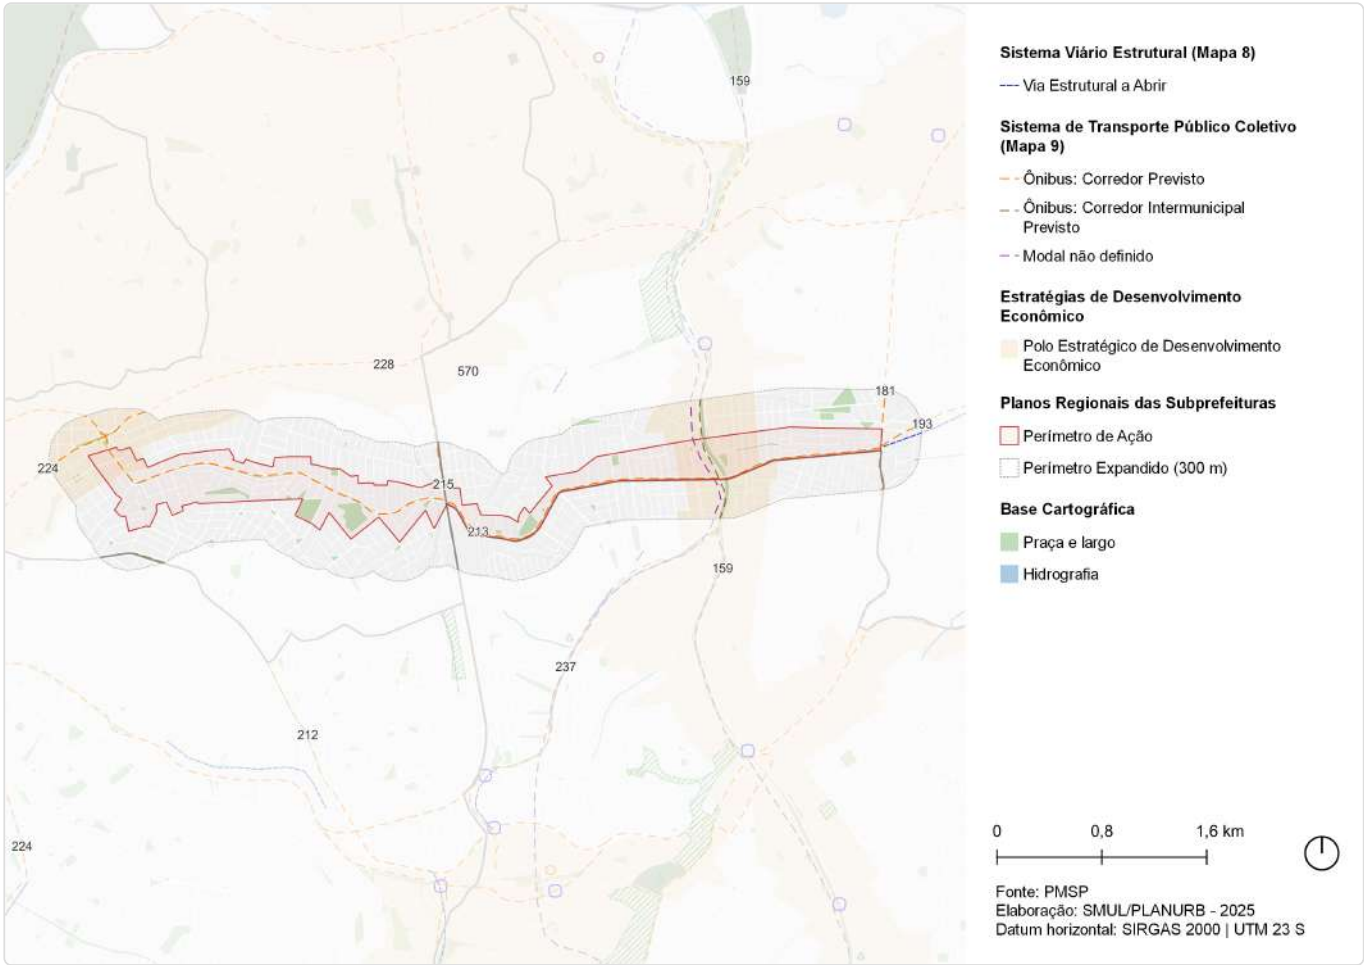 159
228
570
181
193
224
215
213
159
237
212
224
Sistema Viário Estrutural (Mapa 8)
Via Estrutural a Abrir
Sistema de Transporte Público Coletivo
(Mapa 9)
Ônibus: Corredor Previsto
Ônibus: Corredor Intermunicipal
Previsto
Modal não definido
Estratégias de Desenvolvimento
Econômico
Polo Estratégico de Desenvolvimento
Econômico
Planos Regionais das Subprefeituras
Perímetro de Ação
Perímetro Expandido (300 m)
Base Cartográfica
Praça e largo
Hidrografia
0 0,8 1,6 km
Fonte: PMSP
Elaboração: SMUL/PLANURB - 2025
Datum horizontal: SIRGAS 2000 | UTM 23 S